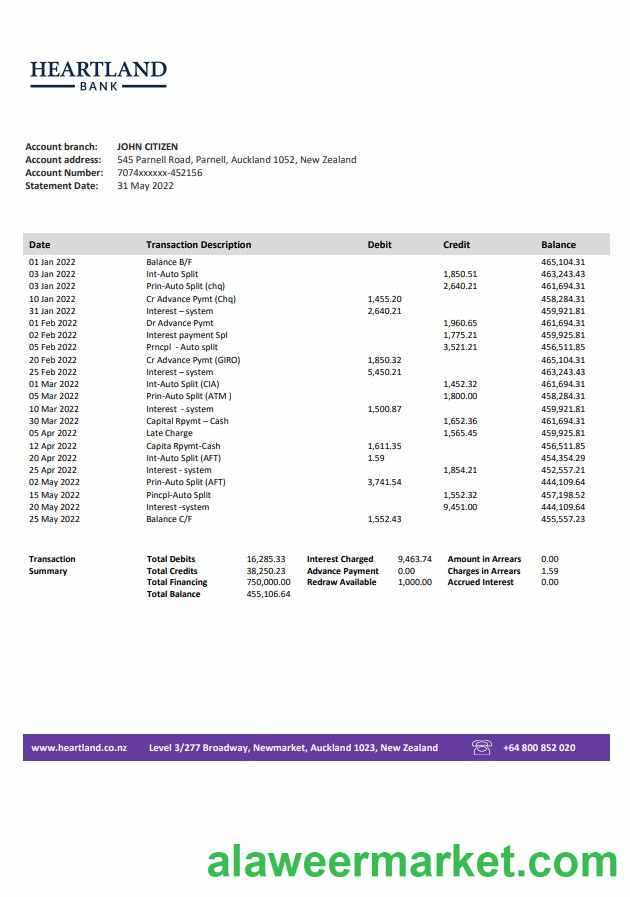 HEARTLAND
BANK
Account branch: JOHN CITIZEN
Account address: 545 Parnell Road, Parnell, Auckland 1052, New Zealand
Account Number: 7074xxxxxx-452156
Statement Date: 31 May 2022
Date Transaction Description Debit Credit Balance
01 Jan 2022 Balance B/F 465,104.31
03 Jan 2022 Int-Auto Split 1,850.51 463,243.43
03 Jan 2022 Prin-Auto Split (chq) 2,640.21 461,694.31
10 Jan 2022 Cr Advance Pymt (Chq) 1,455.20 458,284.31
31 Jan 2022 Interest – system 2,640.21 459,921.81
01 Feb 2022 Dr Advance Pymt 1,960.65 461,694.31
02 Feb 2022 Interest payment Spl 1,775.21 459,925.81
05 Feb 2022 Prncpl - Auto split 3,521.21 456,511.85
20 Feb 2022 Cr Advance Pymt (GIRO) 1,850.32 465,104.31
25 Feb 2022 Interest – system 5,450.21 463,243.43
01 Mar 2022 Int-Auto Split (CIA) 1,452.32 461,694.31
05 Mar 2022 Prin-Auto Split (ATM ) 1,800.00 458,284.31
10 Mar 2022 Interest - system 1,500.87 459,921.81
30 Mar 2022 Capital Rpymt – Cash 1,652.36 461,694.31
05 Apr 2022 Late Charge 1,565.45 459,925.81
12 Apr 2022 Capita Rpymt-Cash 1,611.35 456,511.85
20 Apr 2022 Int-Auto Split (AFT) 1.59 454,354.29
25 Apr 2022 Interest - system 1,854.21 452,557.21
02 May 2022 Prin-Auto Split (AFT) 3,741.54 444,109.64
15 May 2022 Pincpl-Auto Split 1,552.32 457,198.52
20 May 2022 Interest -system 9,451.00 444,109.64
25 May 2022 Balance C/F 1,552.43 455,557.23
Transaction Total Debits 16,285.33 Interest Charged 9,463.74 Amount in Arrears 0.00
Summary Total Credits 38,250.23 Advance Payment 0.00 Charges in Arrears 1.59
Total Financing 750,000.00 Redraw Available 1,000.00 Accrued Interest 0.00
Total Balance 455,106.64
www.heartland.co.nz Level 3/277 Broadway, Newmarket, Auckland 1023, New Zealand +64 800 852 020
alaweermarket.com